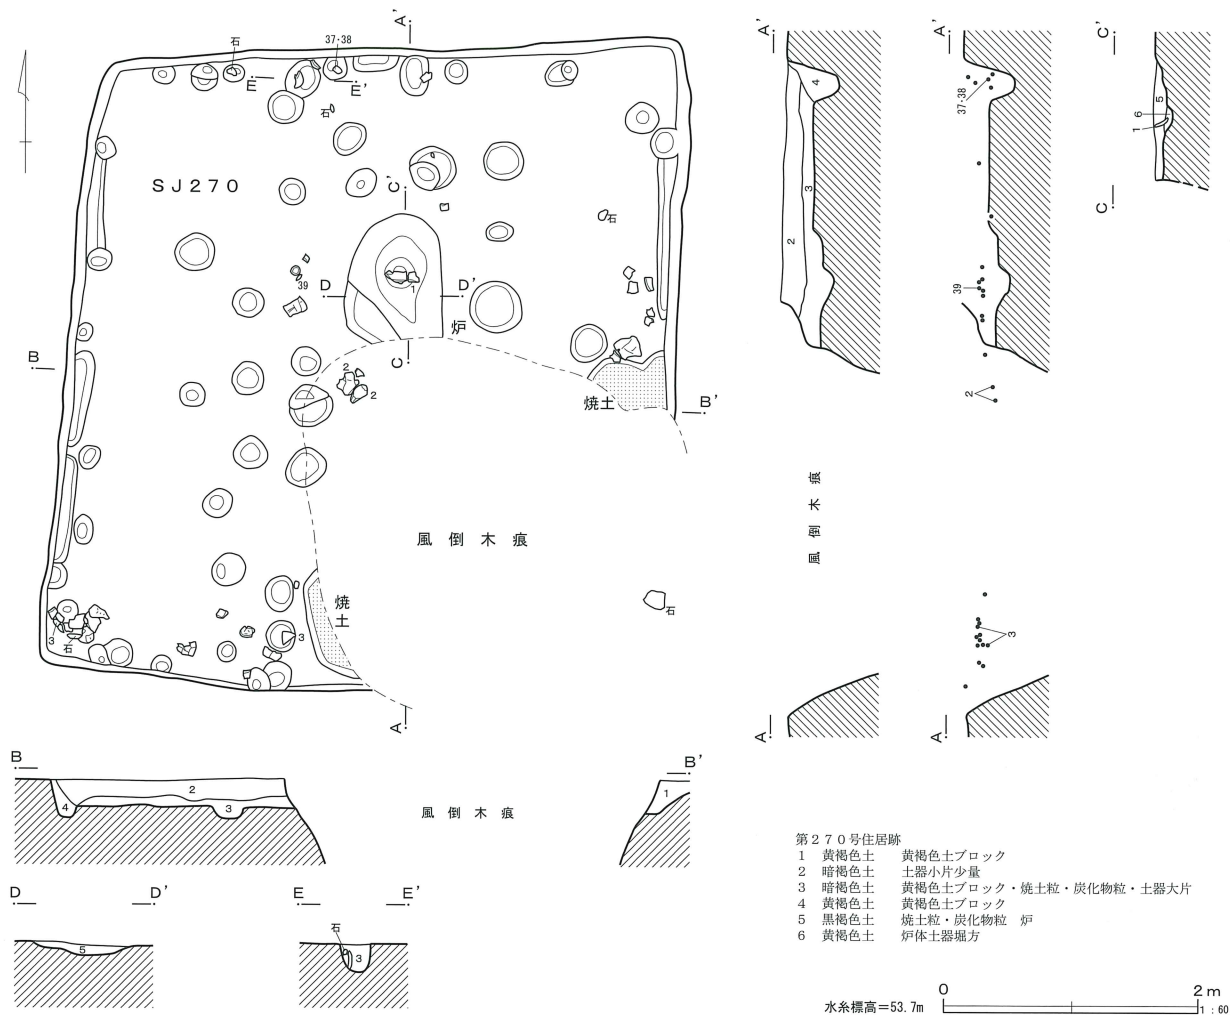 A'
石
37・38
E
E'
石
SJ270
C'
石
1
39
D
D'
炉
C
B
2
2
焼土
B'
風倒木痕
焼土
石
3
3
石
A
A'
4
3
2
風倒木痕
A
A'
37・38
39
2
3
A
C'
5
6
1
C
B
B'
2
4
3
風倒木痕
1
D
D'
5
E
E'
石
3
第270号住居跡
1 黄褐色土 黄褐色土ブロック
2 暗褐色土 土器小片少量
3 暗褐色土 黄褐色土ブロック・焼土粒・炭化物粒・土器大片
4 黄褐色土 黄褐色土ブロック
5 黒褐色土 焼土粒・炭化物粒 炉
6 黄褐色土 炉体土器堀方
水糸標高=53.7m
0 2m
1:60